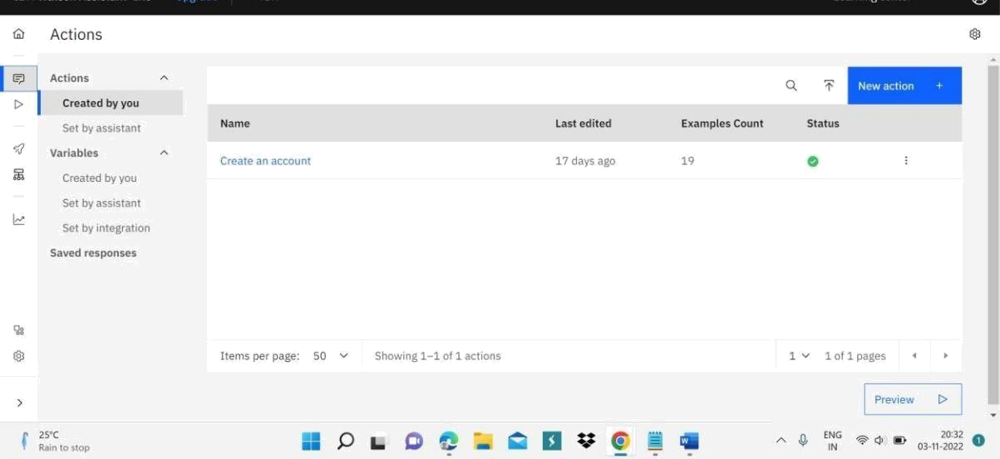 Actions
Actions
Created by you
Set by assistant
Variables
Created by you
Set by assistant
Set by integration
Saved responses
New action +
Name Last edited Examples Count Status
Create an account 17 days ago 19
Items per page: 50 Showing 1–1 of 1 actions 1 1 of 1 pages
Preview
25°C
Rain to stop
ENG
IN
20:32
03-11-2022
1